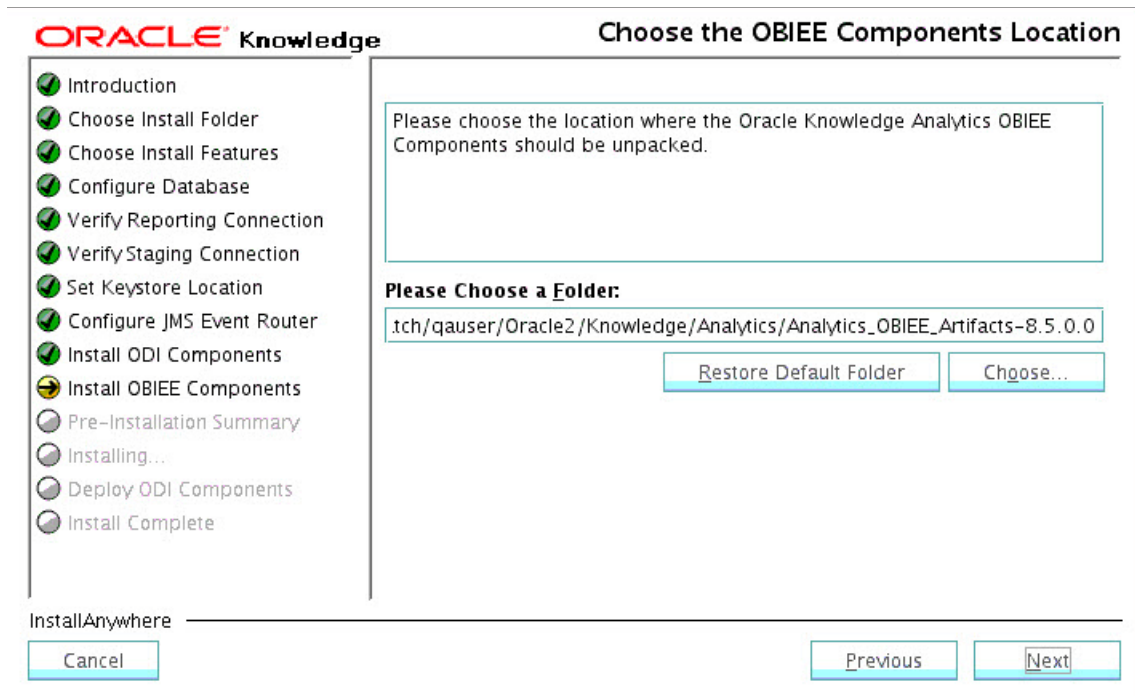 ORACLE Knowledge
Choose the OBIEE Components Location
Introduction
Choose Install Folder
Choose Install Features
Configure Database
Verify Reporting Connection
Verify Staging Connection
Set Keystore Location
Configure JMS Event Router
Install ODI Components
Install OBIEE Components
Pre-Installation Summary
Installing...
Deploy ODI Components
Install Complete
Please choose the location where the Oracle Knowledge Analytics OBIEE
Components should be unpacked.
Please Choose a Folder:
.tch/qauser/Oracle2/Knowledge/Analytics/Analytics_OBIEE_Artifacts-8.5.0.0
Restore Default Folder
Choose...
InstallAnywhere
Cancel
Previous
Next